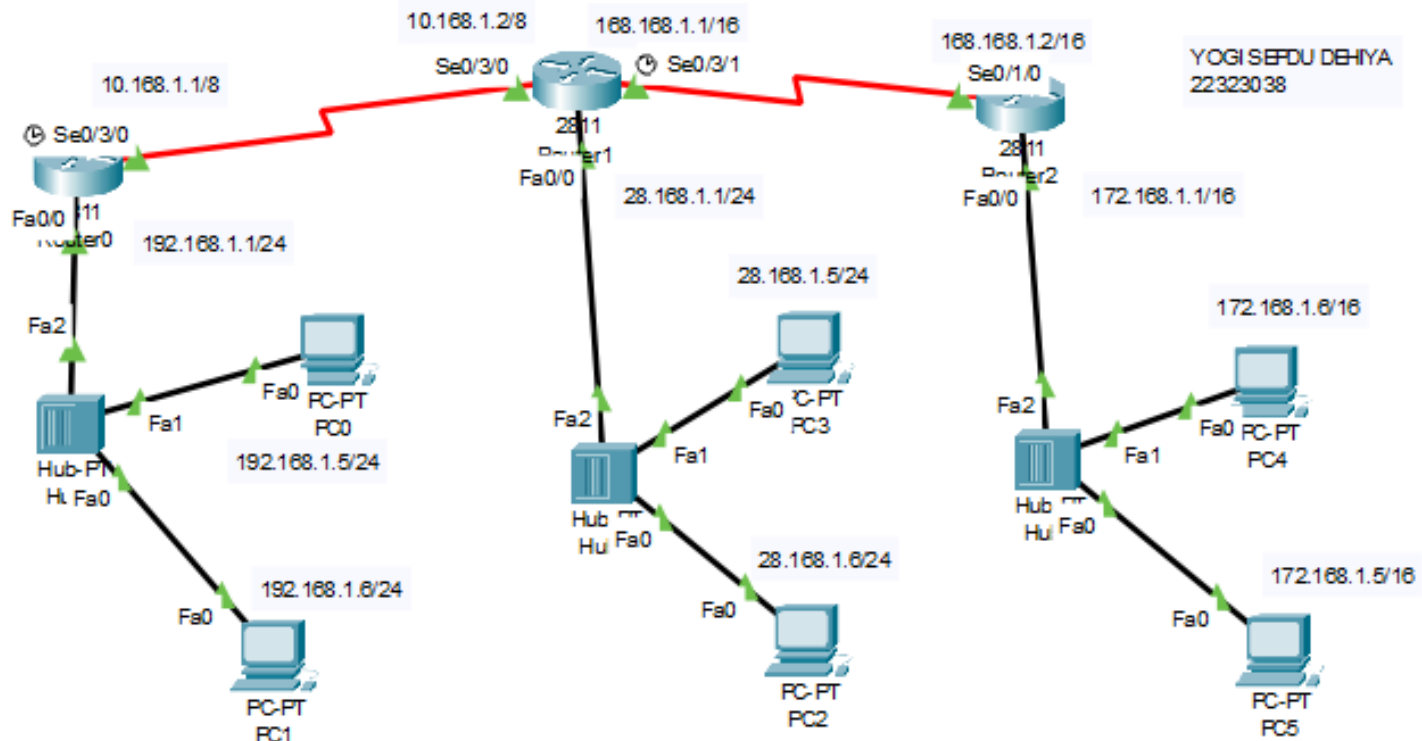 10.168.1.2/8
168.168.1.1/16
168.168.1.2/16
YOGI SEPDU DEHIYA
22323038
Se0/3/0
Se0/3/1
Se0/1/0
10.168.1.1/8
Se0/3/0
2811
Router1
2811
Router2
Fa0/0
28.168.1.1/24
Fa0/0
172.168.1.1/16
Fa0/0
Router0
192.168.1.1/24
28.168.1.5/24
172.168.1.6/16
Fa2
Fa0
PC-PT
PC0
Fa1
Fa2
Fa0
PC-PT
PC3
Fa1
Fa2
Fa0
PC-PT
PC4
Fa1
192.168.1.5/24
Hub-PT
Fa0
Fa0
Fa0
28.168.1.6/24
172.168.1.5/16
192.168.1.6/24
Fa0
Fa0
Fa0
PC-PT
PC1
PC-PT
PC2
PC-PT
PC5